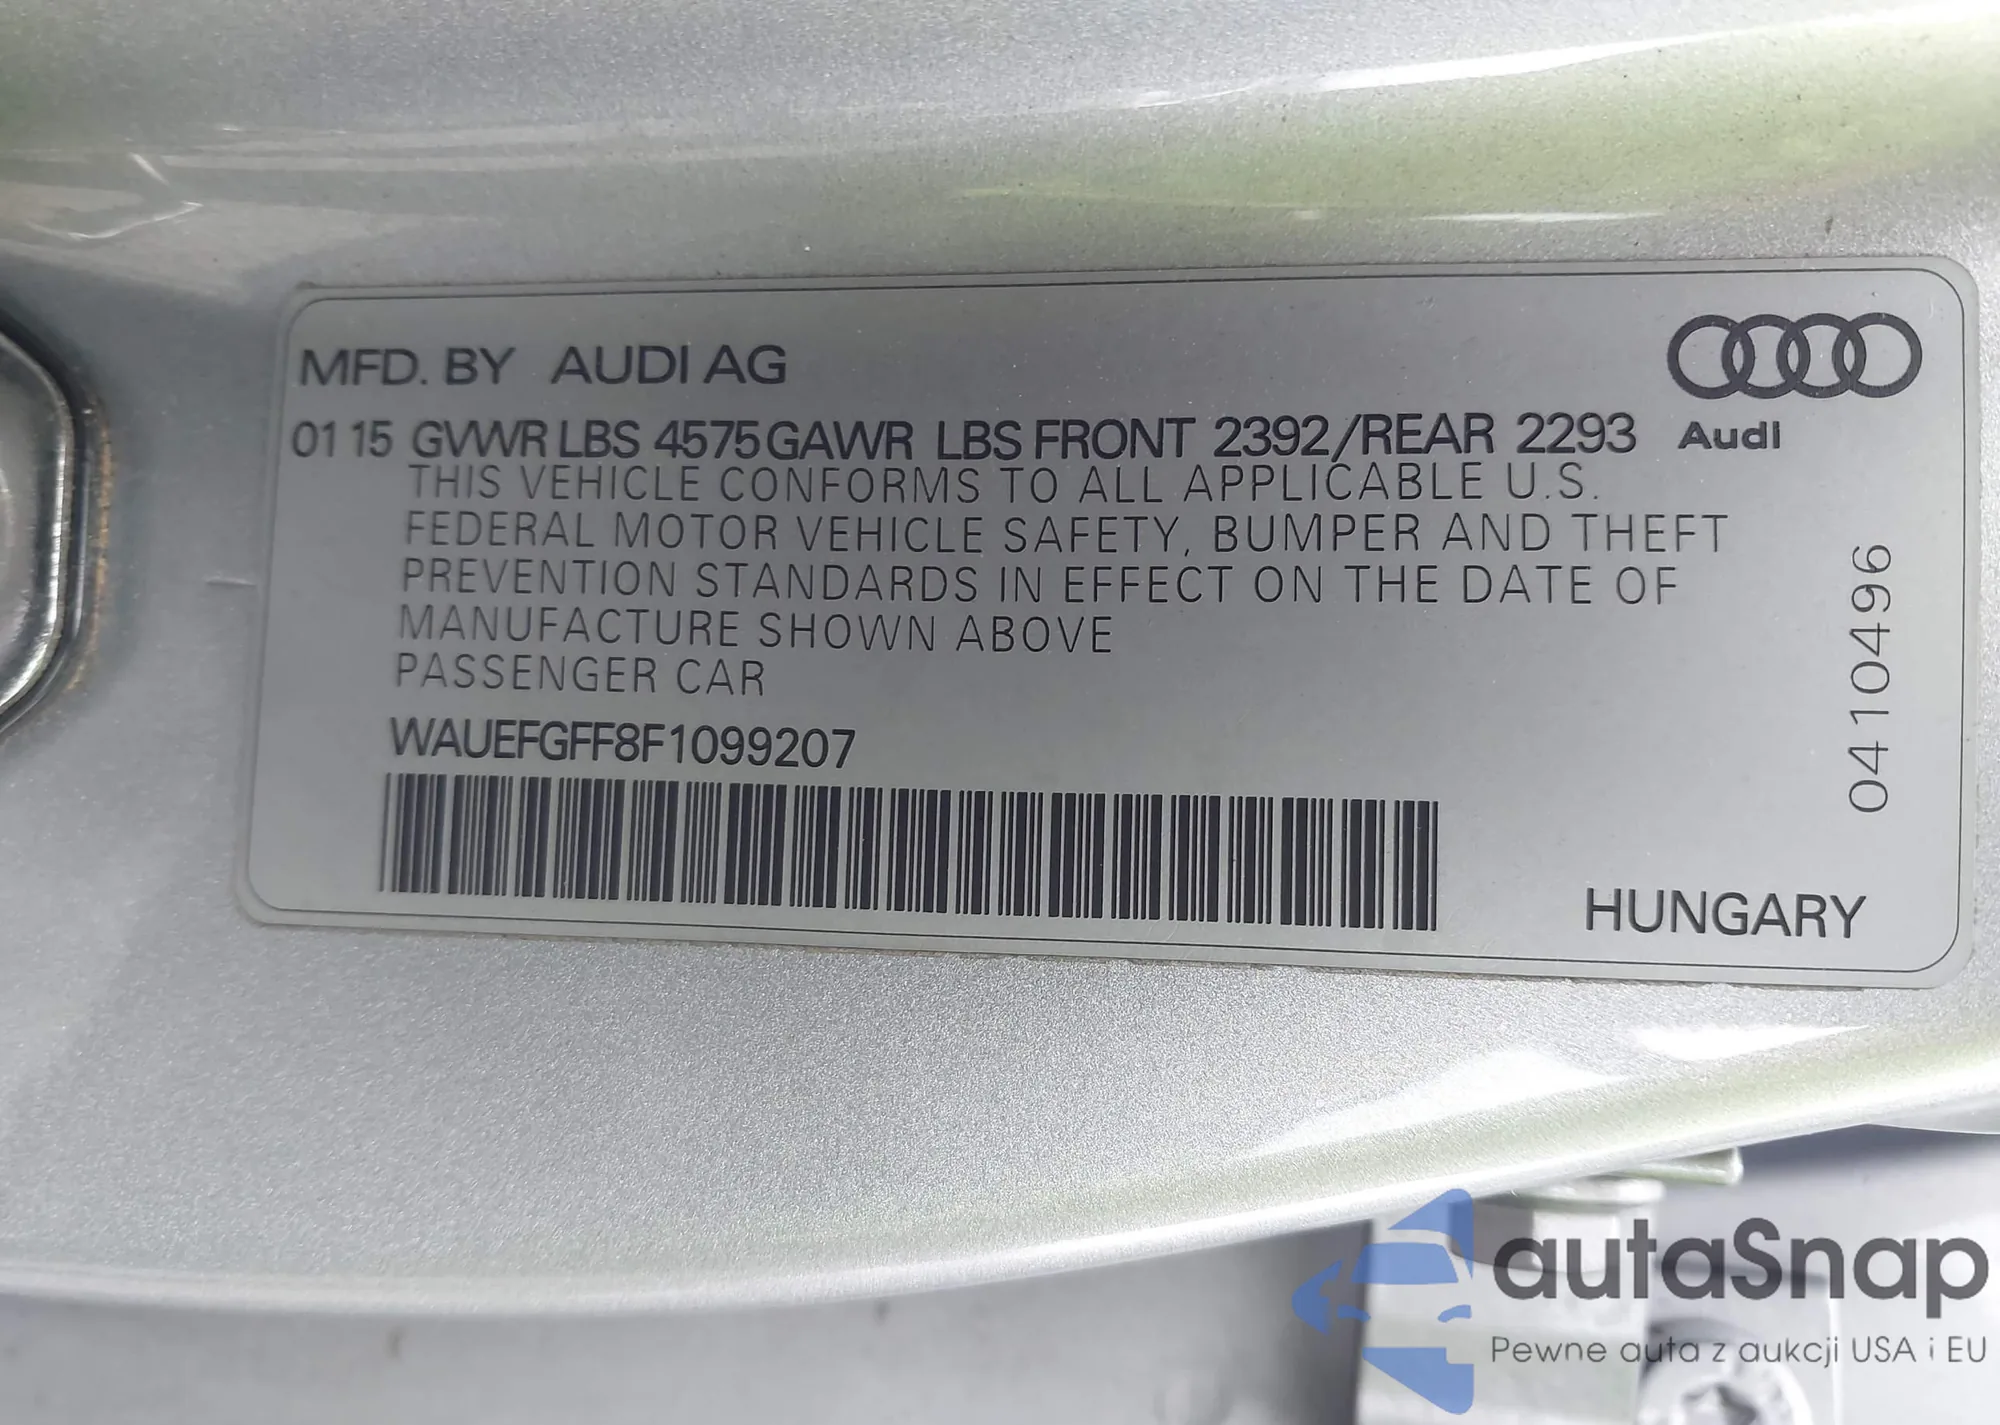 MFD. BY AUDI AG
01 15 GVWR LBS 4575 GAWR LBS FRONT 2392/REAR 2293
Audi
THIS VEHICLE CONFORMS TO ALL APPLICABLE U.S.
FEDERAL MOTOR VEHICLE SAFETY, BUMPER AND THEFT
PREVENTION STANDARDS IN EFFECT ON THE DATE OF
MANUFACTURE SHOWN ABOVE
PASSENGER CAR
WAUEFGFF8F1099207
0410496
HUNGARY
autaSnap
Pewne auta z aukcji USA i EU